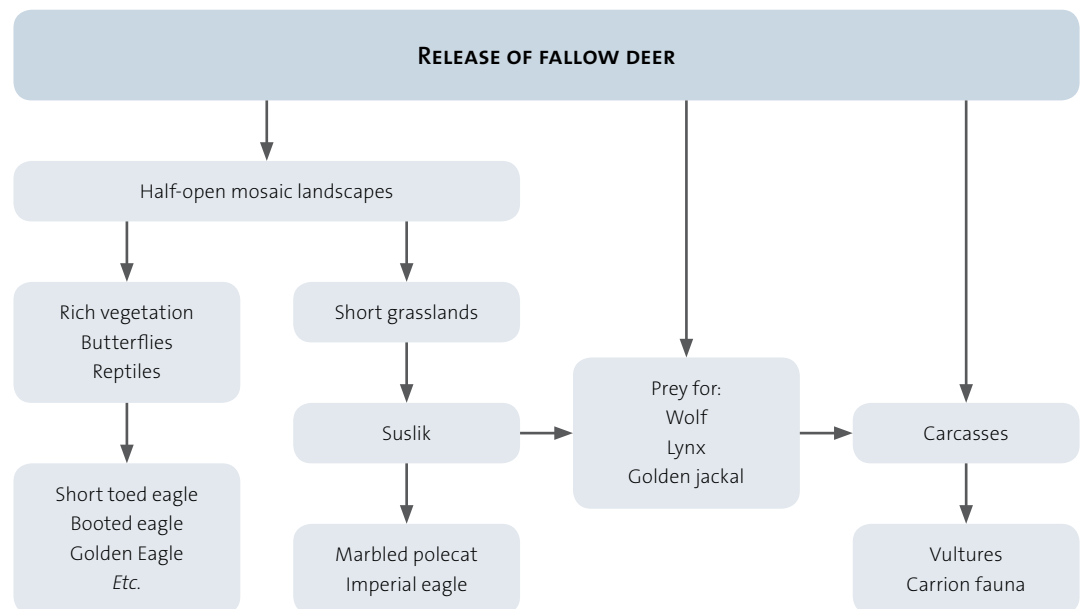 RELEASE OF FALLOW DEER
Half-open mosaic landscapes
Rich vegetation
Butterflies
Reptiles
Short grasslands
Prey for:
Wolf
Lynx
Golden jackal
Suslik
Carcasses
Short toed eagle
Booted eagle
Golden Eagle
Etc.
Marbled polecat
Imperial eagle
Vultures
Carrion fauna